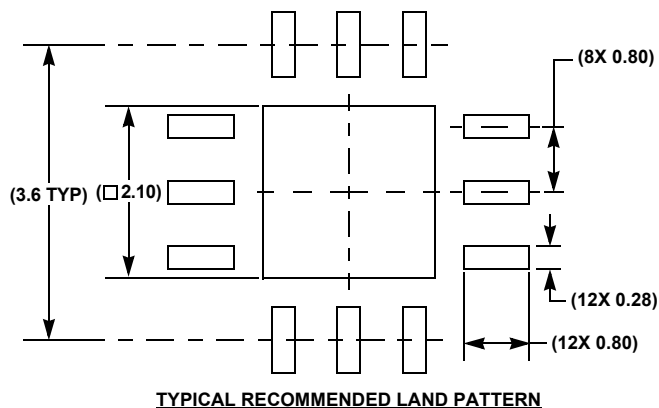 (8X 0.80)
(3.6 TYP) (□ 2.10)
(12X 0.28)
(12X 0.80)
TYPICAL RECOMMENDED LAND PATTERN